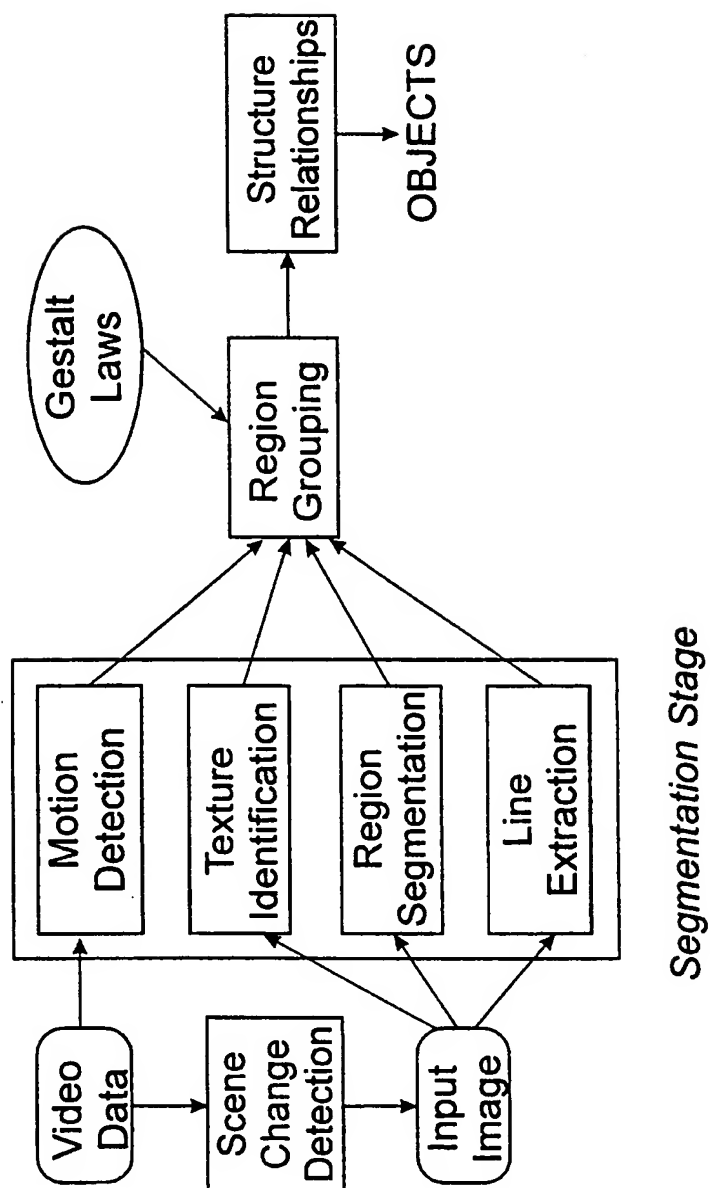 Video
Data
Scene
Change
Detection
Input
Image
Motion
Detection
Texture
Identification
Region
Segmentation
Line
Extraction
Segmentation Stage
Gestalt
Laws
Region
Grouping
Structure
Relationships
OBJECTS